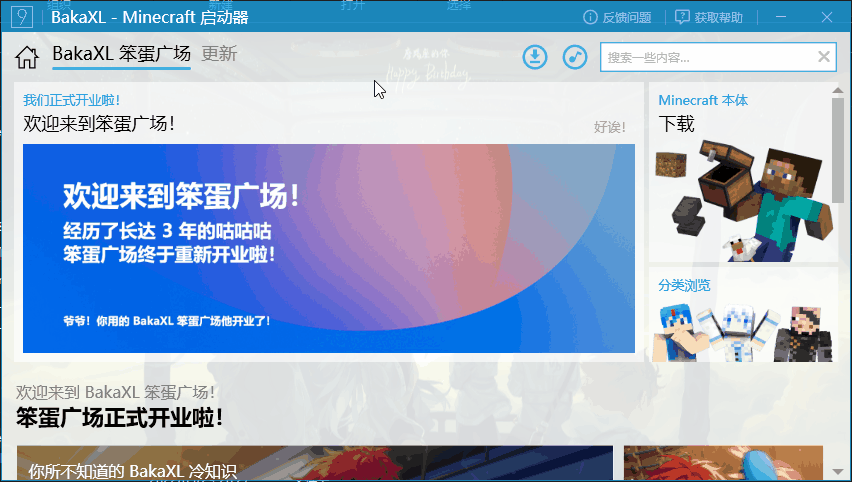 BakaXL - Minecraft 启动器
反馈问题
获取帮助
BakaXL 笨蛋广场
更新
搜索一些内容...
Happy Birthday
我们正式开业啦！
欢迎来到笨蛋广场！
好诶！
欢迎来到笨蛋广场！
经历了长达 3 年的咕咕咕
笨蛋广场终于重新开业啦！
爷爷！你用的 BakaXL 笨蛋广场他开业了！
Minecraft 本体
下载
分类浏览
欢迎来到 BakaXL 笨蛋广场！
笨蛋广场正式开业啦！
你所不知道的 BakaXL 冷知识